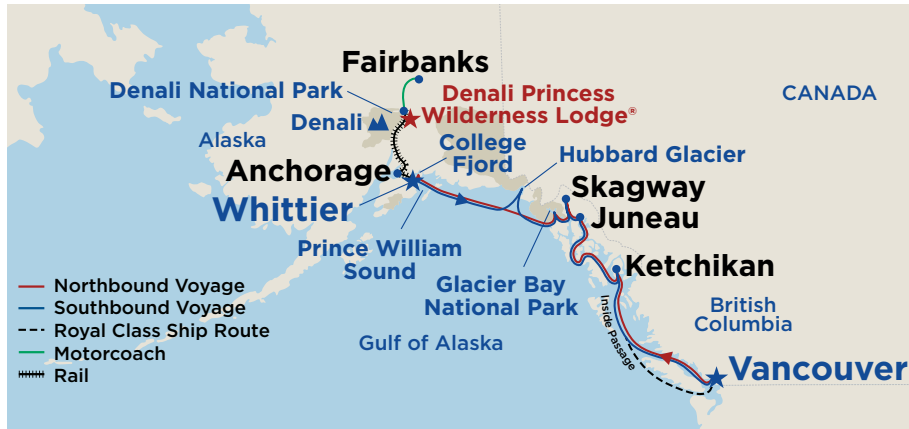 Fairbanks
Denali National Park
Denali Princess
Wilderness Lodge®
CANADA
Denali
Alaska
College
Fjord
Hubbard Glacier
Anchorage
Skagway
Whittier
Juneau
Prince William
Sound
Glacier Bay
National Park
Ketchikan
Northbound Voyage
Southbound Voyage
Royal Class Ship Route
Motorcoach
Rail
Inside Passage
British
Columbia
Gulf of Alaska
Vancouver